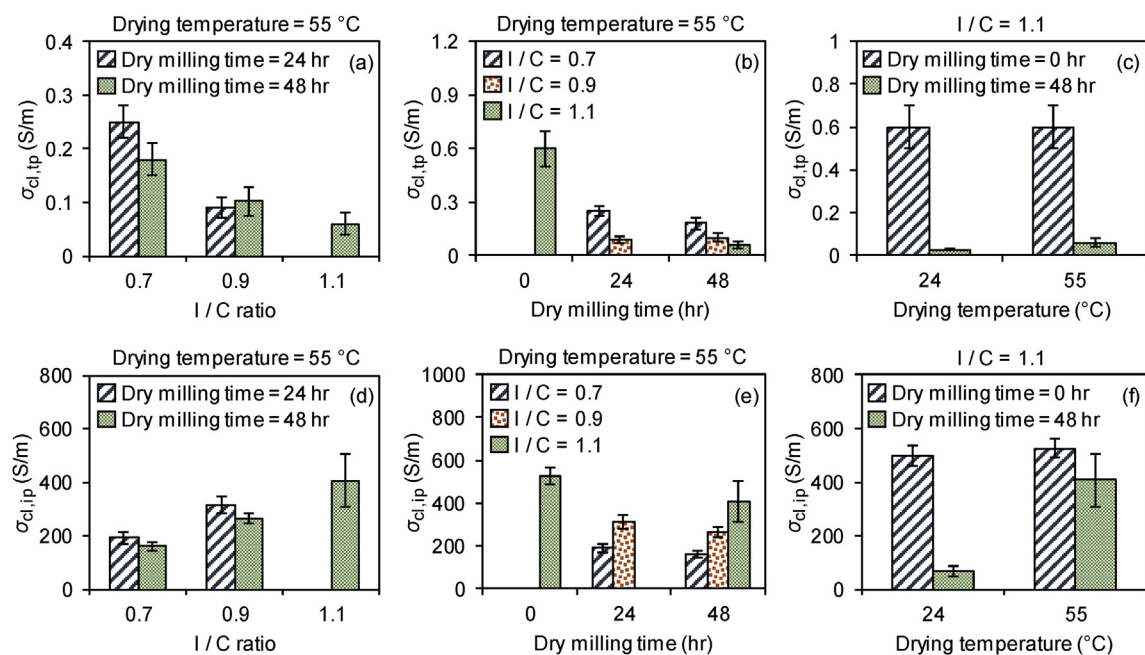 Drying temperature = 55 °C
0.4
0.3
0.2
0.1
0
σcl,tp (S/m)
Dry milling time = 24 hr
Dry milling time = 48 hr
(a)
0.7 0.9 1.1
I / C ratio
Drying temperature = 55 °C
1.2
0.9
0.6
0.3
0
σcl,tp (S/m)
I / C = 0.7
I / C = 0.9
I / C = 1.1
(b)
0 24 48
Dry milling time (hr)
I / C = 1.1
1
0.8
0.6
0.4
0.2
0
σcl,tp (S/m)
Dry milling time = 0 hr
Dry milling time = 48 hr
(c)
24 55
Drying temperature (°C)
Drying temperature = 55 °C
800
600
400
200
0
σcl,ip (S/m)
Dry milling time = 24 hr
Dry milling time = 48 hr
(d)
0.7 0.9 1.1
I / C ratio
Drying temperature = 55 °C
1000
800
600
400
200
0
σcl,ip (S/m)
I / C = 0.7
I / C = 0.9
I / C = 1.1
(e)
0 24 48
Dry milling time (hr)
I / C = 1.1
800
600
400
200
0
σcl,ip (S/m)
Dry milling time = 0 hr
Dry milling time = 48 hr
(f)
24 55
Drying temperature (°C)